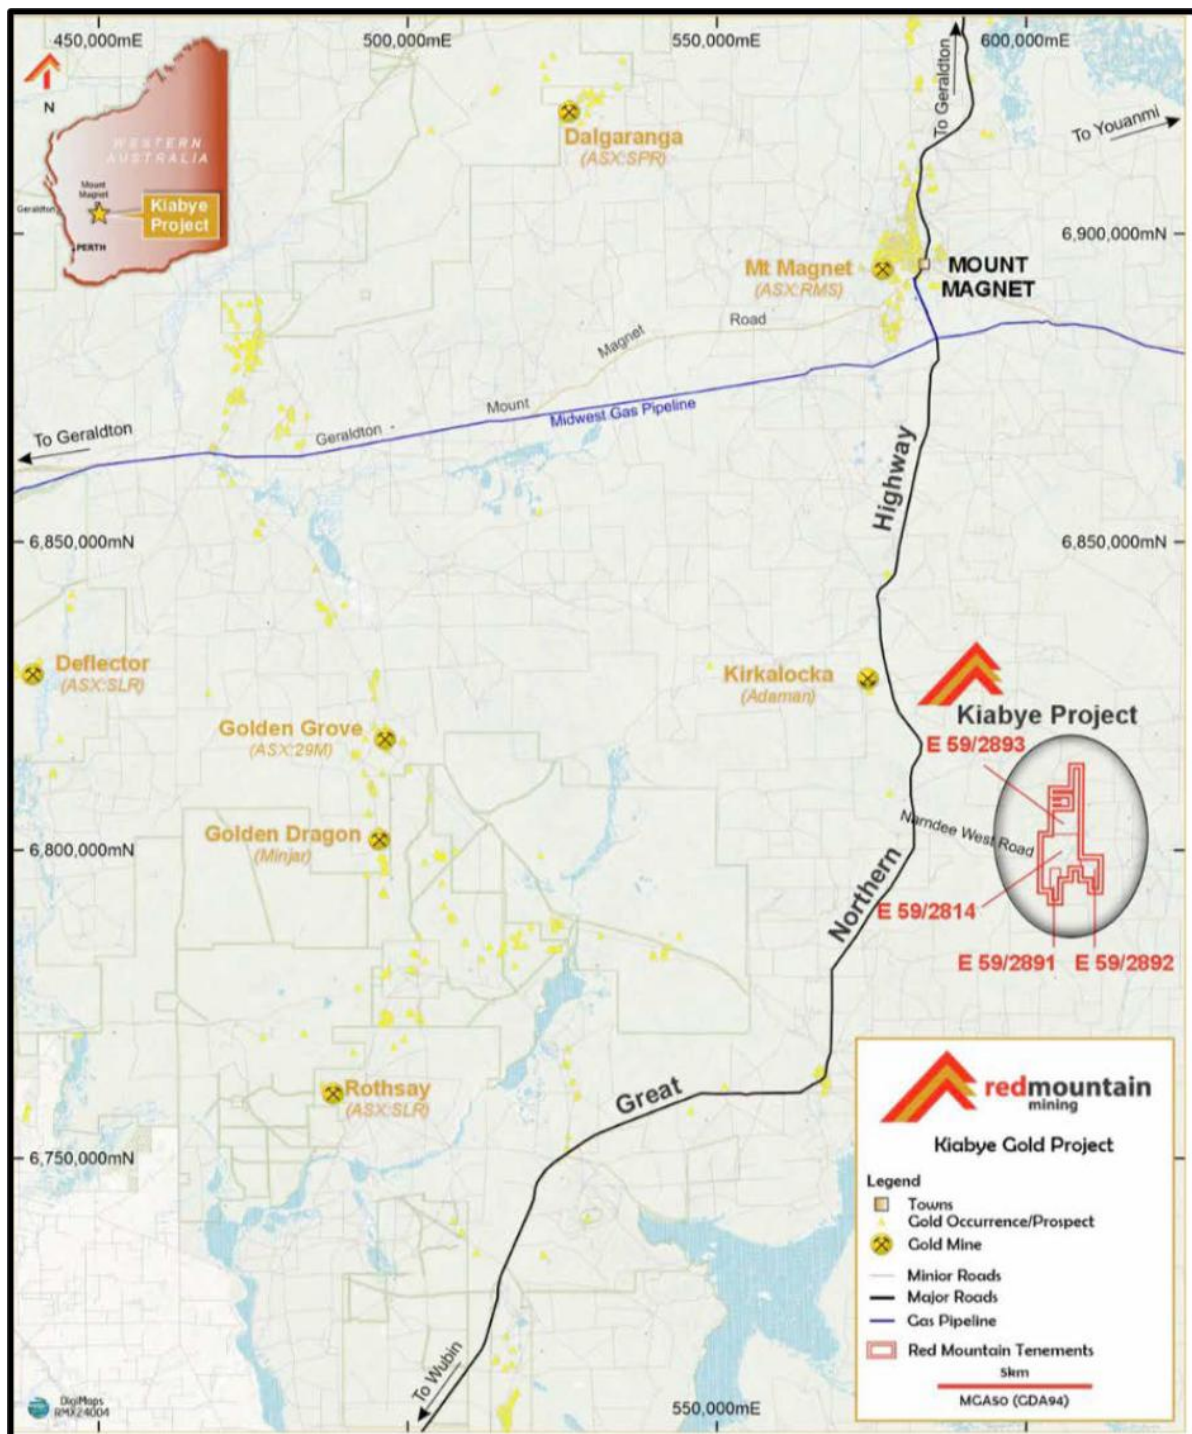 450,000mE
500,000mE
550,000mE
600,000mE
N
WESTERN
AUSTRALIA
Mount
Magnet
Geraldton
Kiabye
Project
PERTH
To Geraldton
To Youanmi
Dalgaranga
(ASX:SPR)
6,900,000mN
Mt Magnet
(ASX:RMS)
MOUNT
MAGNET
Geraldton Mount Magnet Road
Midwest Gas Pipeline
To Geraldton
Highway
6,850,000mN
6,850,000mN
Deflector
(ASX:SLR)
Kirkalocka
(Adaman)
Golden Grove
(ASX:29M)
Kiabye Project
E 59/2893
Golden Dragon
(Minjar)
6,800,000mN
Narndee West Road
Northern
E 59/2814
E 59/2891
E 59/2892
Rothsay
(ASX:SLR)
Great
6,750,000mN
To Wubin
550,000mE
DigiMaps
RMX24004
redmountain
mining
Kiabye Gold Project
Legend
Towns
Gold Occurrence/Prospect
Gold Mine
Minior Roads
Major Roads
Gas Pipeline
Red Mountain Tenements
5km
MGA50 (GDA94)